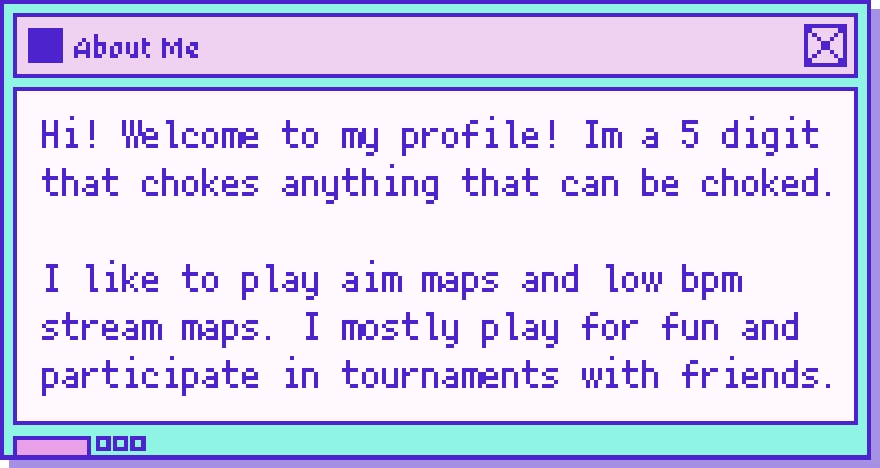 About Me
Hi! Welcome to my profile! Im a 5 digit
that chokes anything that can be choked.
I like to play aim maps and low bpm
stream maps. I mostly play for fun and
participate in tournaments with friends.